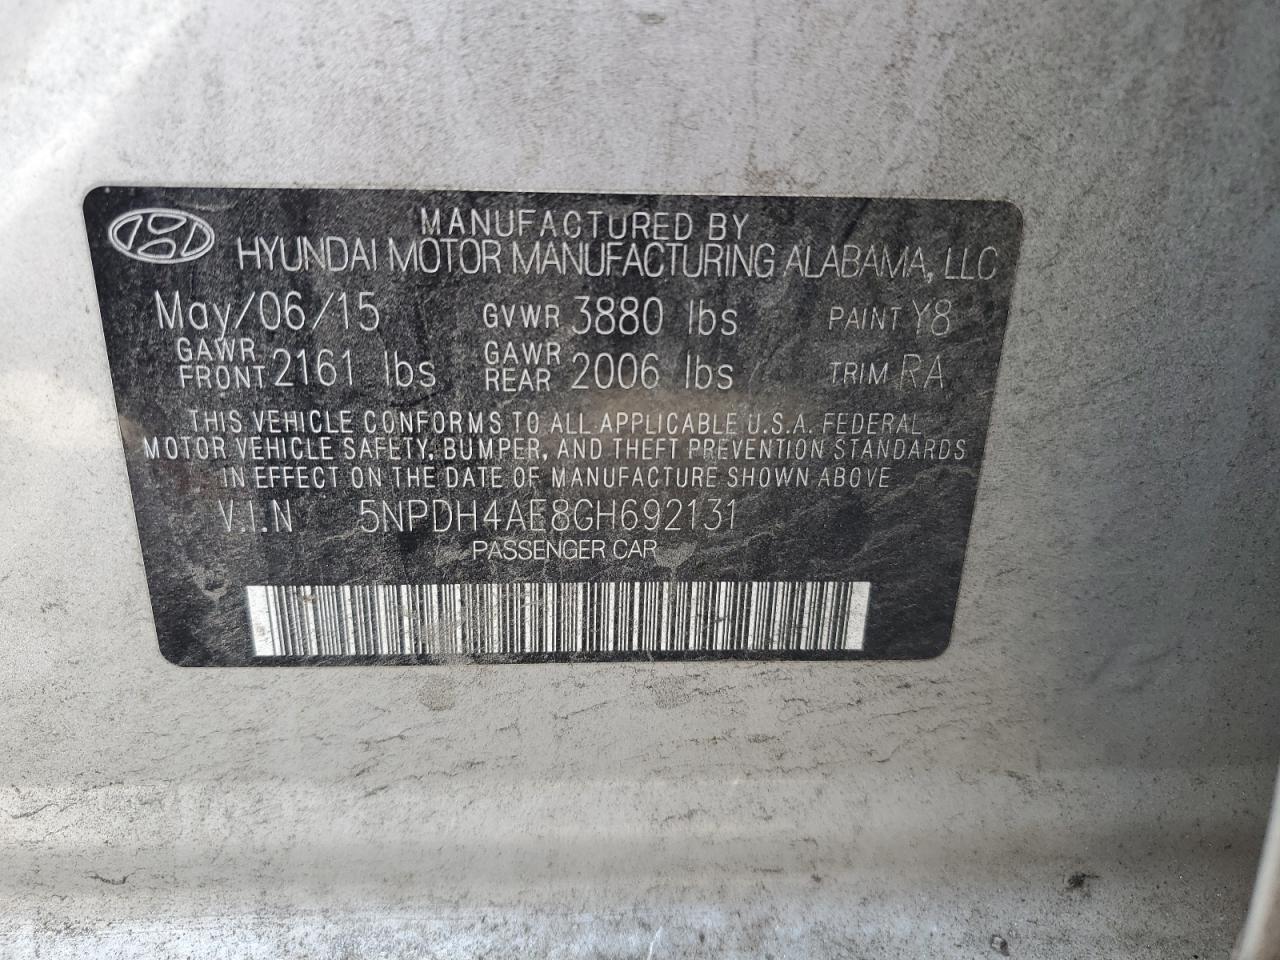 MANUFACTURED BY
HYUNDAI MOTOR MANUFACTURING ALABAMA, LLC
May/06/15 GVWR 3880 lbs PAINT Y8
GAWR FRONT 2161 lbs GAWR REAR 2006 lbs TRIM RA
THIS VEHICLE CONFORMS TO ALL APPLICABLE U.S.A. FEDERAL
MOTOR VEHICLE SAFETY, BUMPER, AND THEFT PREVENTION STANDARDS
IN EFFECT ON THE DATE OF MANUFACTURE SHOWN ABOVE
V.I.N 5NPDH4AE8GH692131
PASSENGER CAR